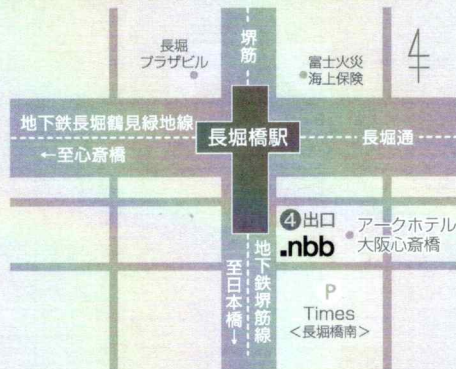 長堀
プラザビル
堺筋
富士火災
海上保険
地下鉄長堀鶴見緑地線
←至心斎橋
長堀橋駅
長堀通
❹出口
.nbb
アークホテル
大阪心斎橋
地下鉄堺筋線
至日本橋→
P
Times
<長堀橋南>